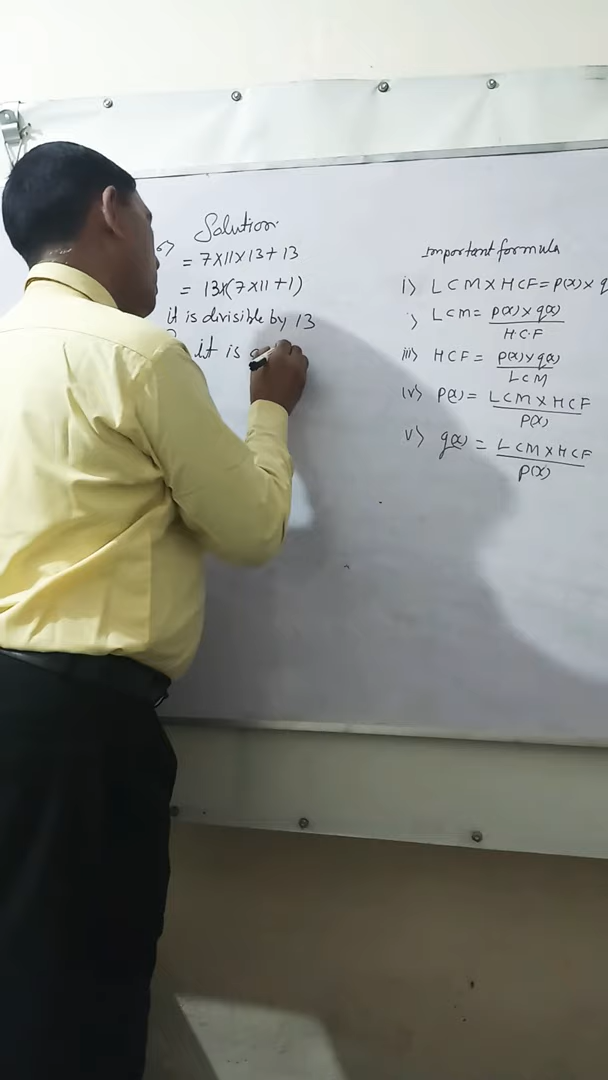 Solution.
= 7×11×13+13
= 13×(7×11+1)
it is divisible by 13
it is
Important formula
i) LCM×HCF=P(x)×q
) LCM= P(x)×q(x)
HCF
iii) HCF = P(x)×q(x)
LCM
iv) P(x) = LCM×HCF
P(x)
v) q(x) = LCM×HCF
P(x)